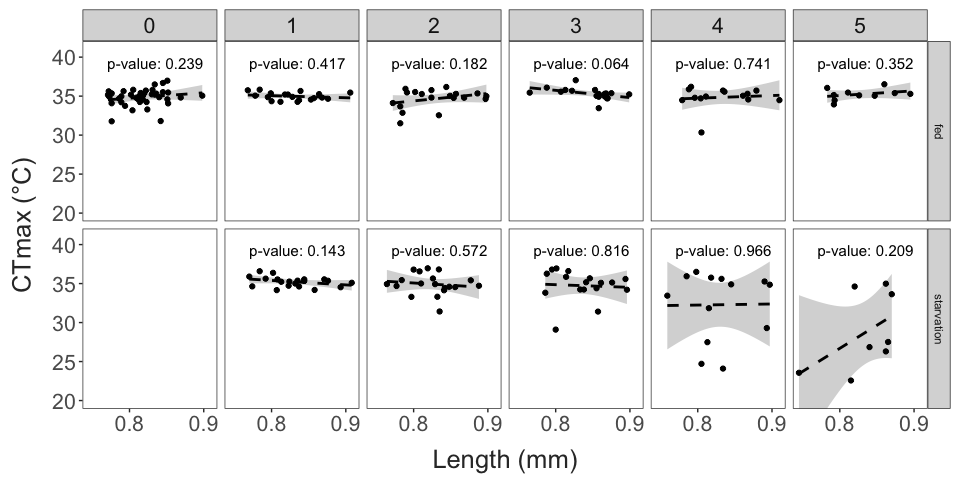 0 1 2 3 4 5
p-value: 0.239 p-value: 0.417 p-value: 0.182 p-value: 0.064 p-value: 0.741 p-value: 0.352
40
35
30
25
20
fed
p-value: 0.143 p-value: 0.572 p-value: 0.816 p-value: 0.966 p-value: 0.209
40
35
30
25
20
starvation
CTmax (°C)
0.8 0.9 0.8 0.9 0.8 0.9 0.8 0.9 0.8 0.9 0.8 0.9
Length (mm)